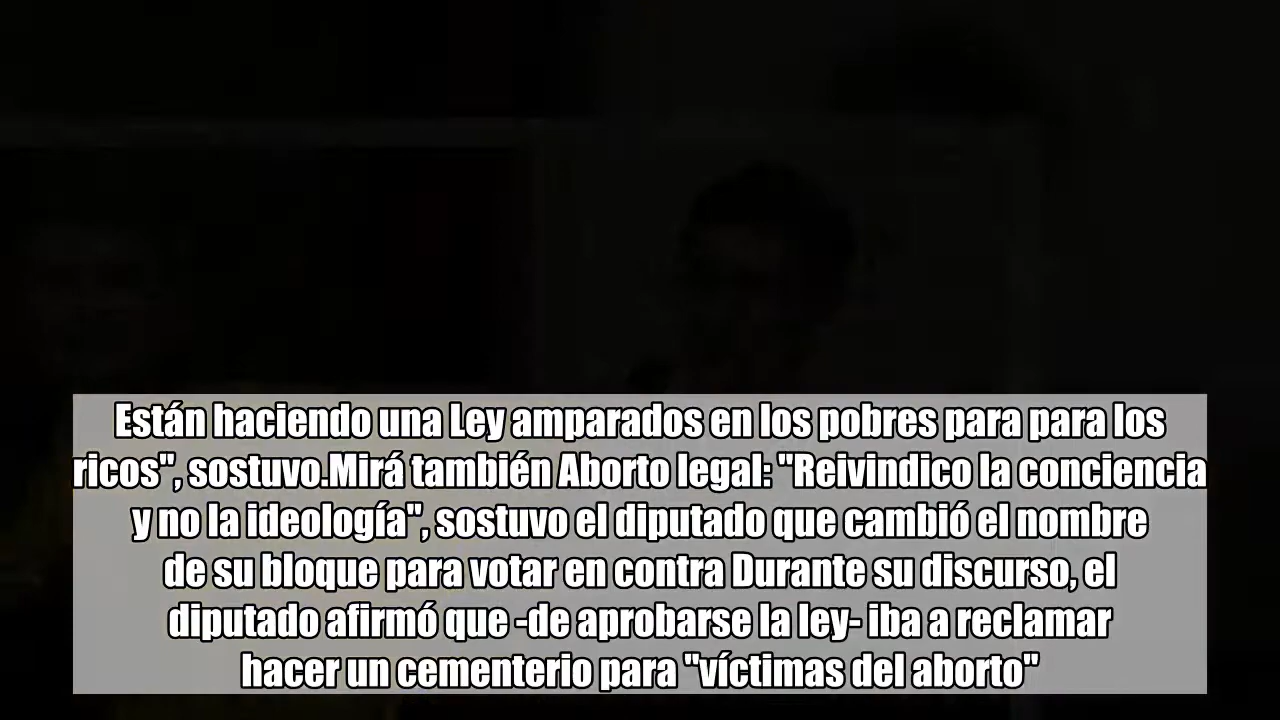 Están haciendo una Ley amparados en los pobres para para los
ricos", sostuvo.Mirá también Aborto legal: "Reivindico la conciencia
y no la ideología", sostuvo el diputado que cambió el nombre
de su bloque para votar en contra Durante su discurso, el
diputado afirmó que -de aprobarse la ley- iba a reclamar
hacer un cementerio para "víctimas del aborto"